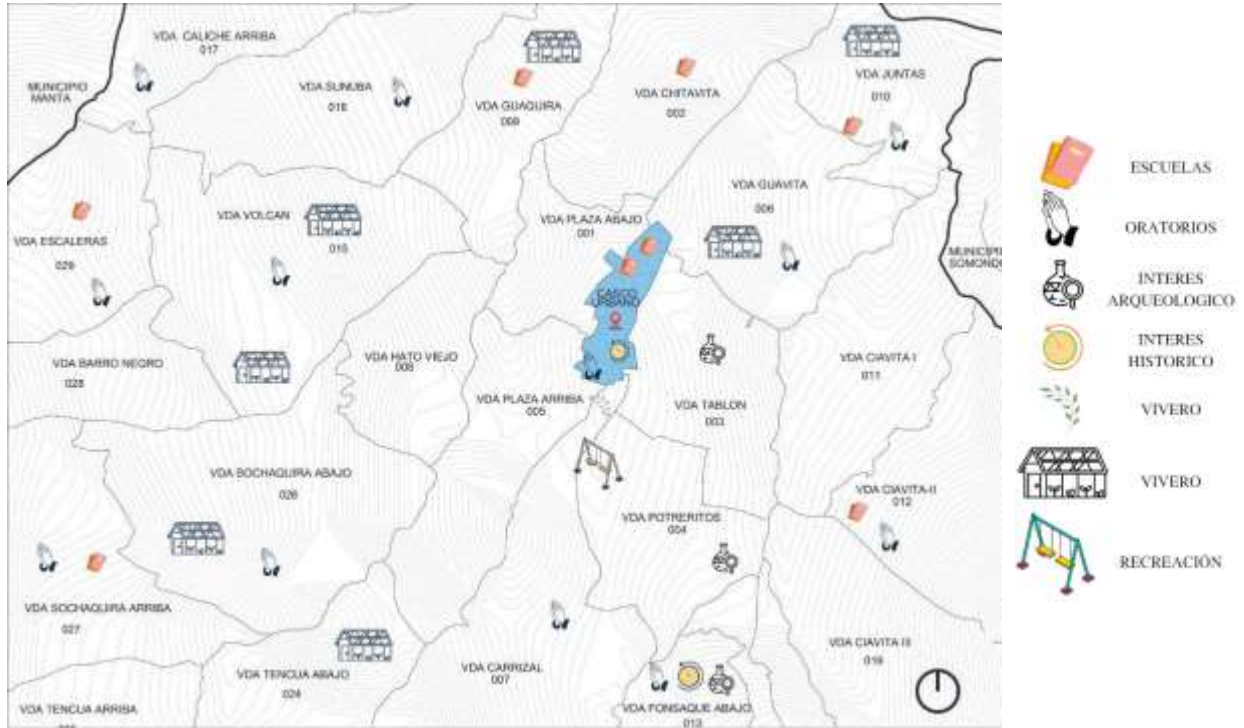 VDA CALICHE ARRIBA
017
MUNICIPIO
MANTA
VDA SUNUBA
018
VDA GUAQUIRA
009
VDA CHITAVITA
002
VDA JUNTAS
010
VDA ESCALERAS
029
VDA VOLCAN
015
VDA PLAZA ABAJO
001
VDA GUAVITA
006
MUNICIPIO
SOMONDO
CASCO
URBANO
VDA BARRO NEGRO
028
VDA HATO VIEJO
008
VDA PLAZA ARRIBA
005
VDA TABLON
003
VDA CIAVITA I
011
VDA SOCHAQUIRA ABAJO
026
VDA POTRERITOS
004
VDA CIAVITA-II
012
VDA SOCHAQUIRA ARRIBA
027
VDA TENCUA ABAJO
024
VDA CARRIZAL
007
VDA CIAVITA III
VDA TENCUA ARRIBA
VDA FONSAQUE ABAJO
013
ESCUELAS
ORATORIOS
INTERES
ARQUEOLOGICO
INTERES
HISTORICO
VIVERO
VIVERO
RECREACIÓN